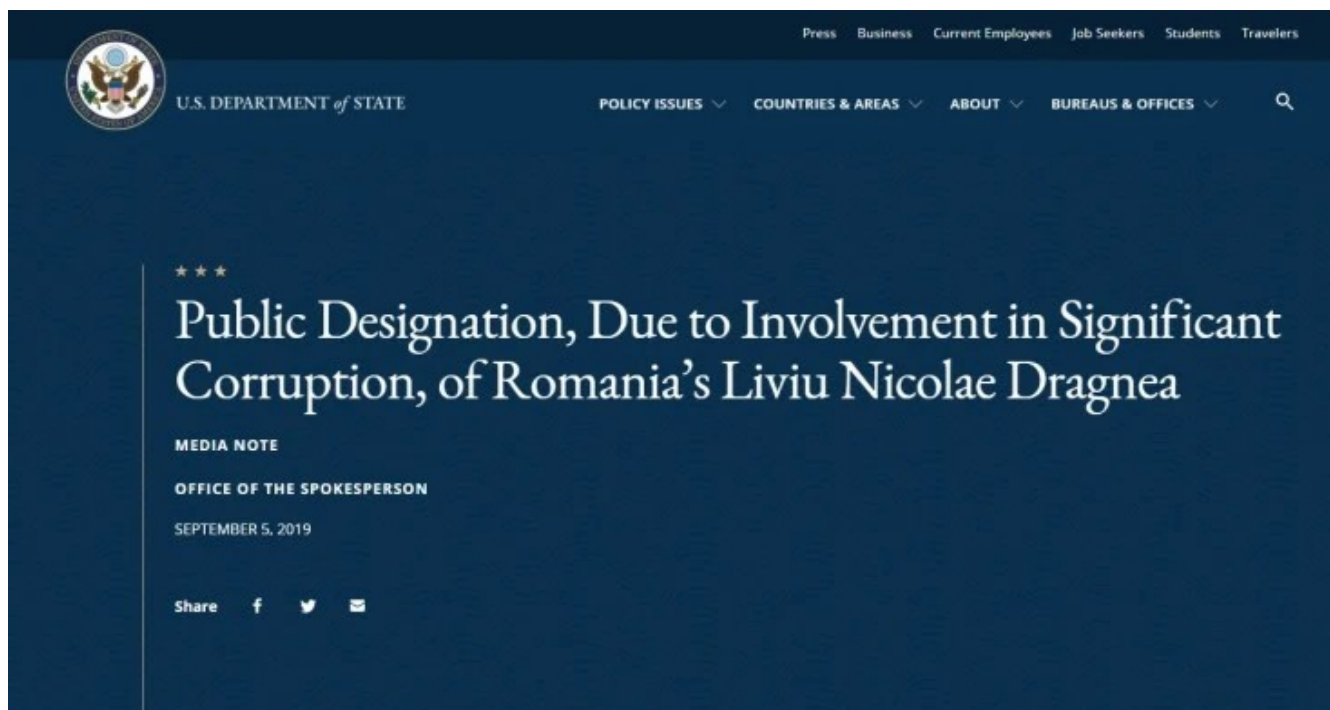 Press Business Current Employees Job Seekers Students Travelers
U.S. DEPARTMENT of STATE
POLICY ISSUES COUNTRIES & AREAS ABOUT BUREAUS & OFFICES
Public Designation, Due to Involvement in Significant
Corruption, of Romania’s Liviu Nicolae Dragnea
MEDIA NOTE
OFFICE OF THE SPOKESPERSON
SEPTEMBER 5, 2019
Share